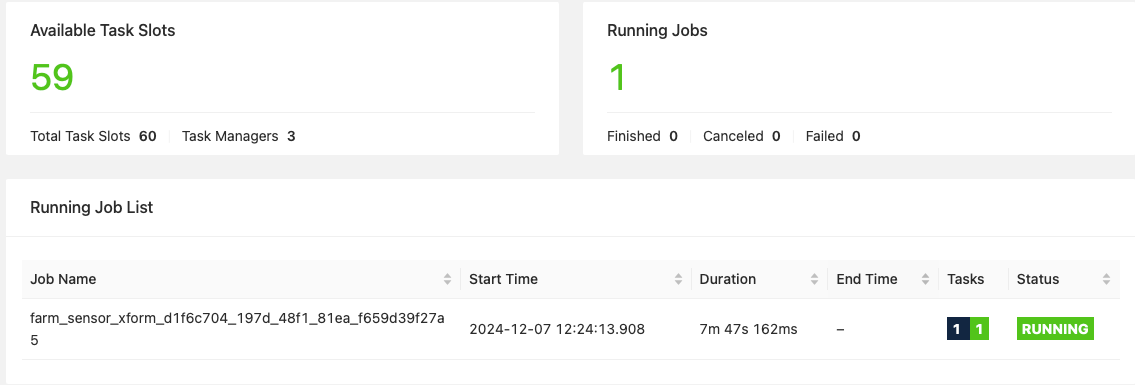 Available Task Slots
59
Total Task Slots 60 Task Managers 3
Running Jobs
1
Finished 0 Canceled 0 Failed 0
Running Job List
Job Name Start Time Duration End Time Tasks Status
farm_sensor_xform_d1f6c704_197d_48f1_81ea_f659d39f27a
5
2024-12-07 12:24:13.908 7m 47s 162ms – 1 1 RUNNING